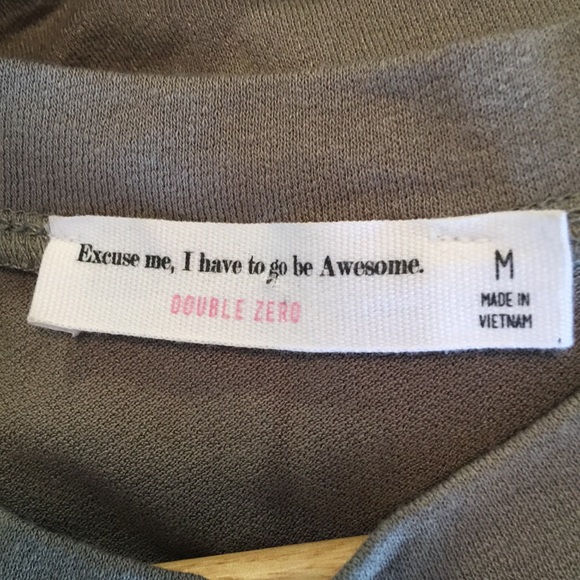 Excuse me, I have to go be Awesome.
DOUBLE ZERO
M
MADE IN
VIETNAM